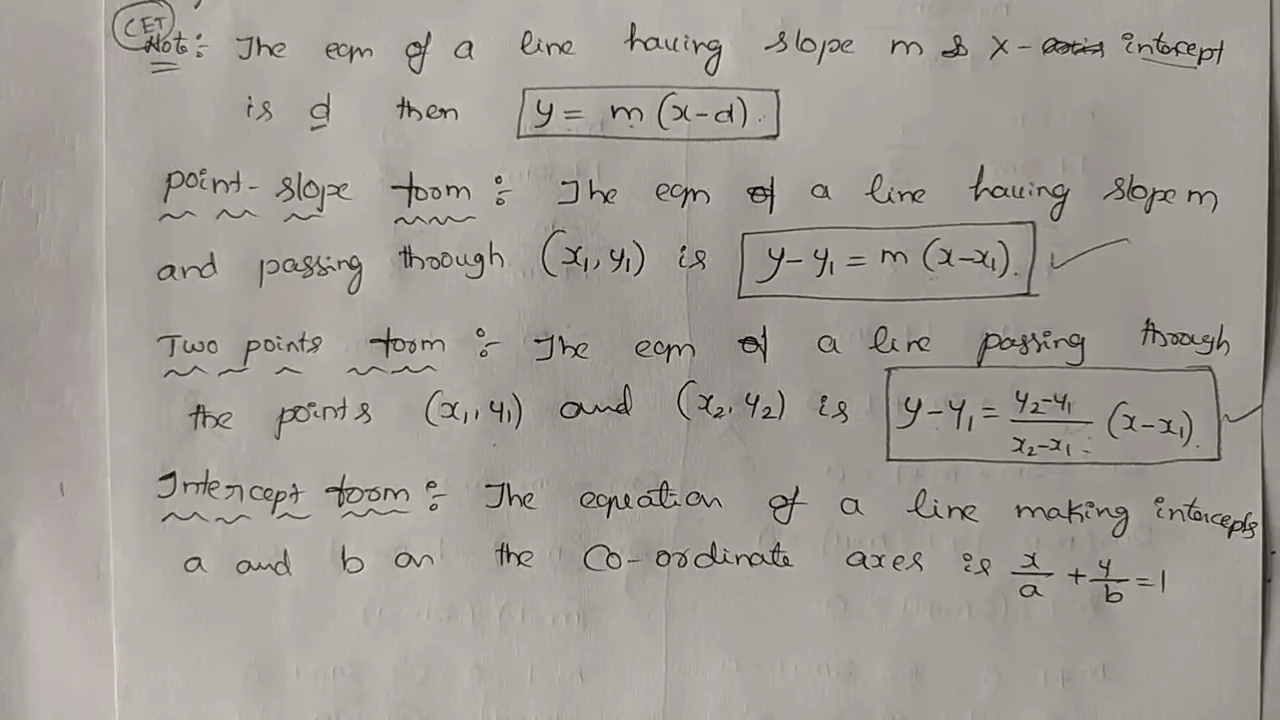 CET
Note: The eqn of a line having slope m & x- intercept
is d then y = m (x-d).
point-slope form : The eqn of a line having slope m
and passing through (x₁, y₁) is y-y₁ = m (x-x₁).
Two points form : The eqn of a line passing through
the points (x₁, y₁) and (x₂, y₂) is y-y₁ = (y₂-y₁)/(x₂-x₁) (x-x₁).
Intercept form : The equation of a line making intercepts
a and b on the Co-ordinate axes is x/a + y/b = 1